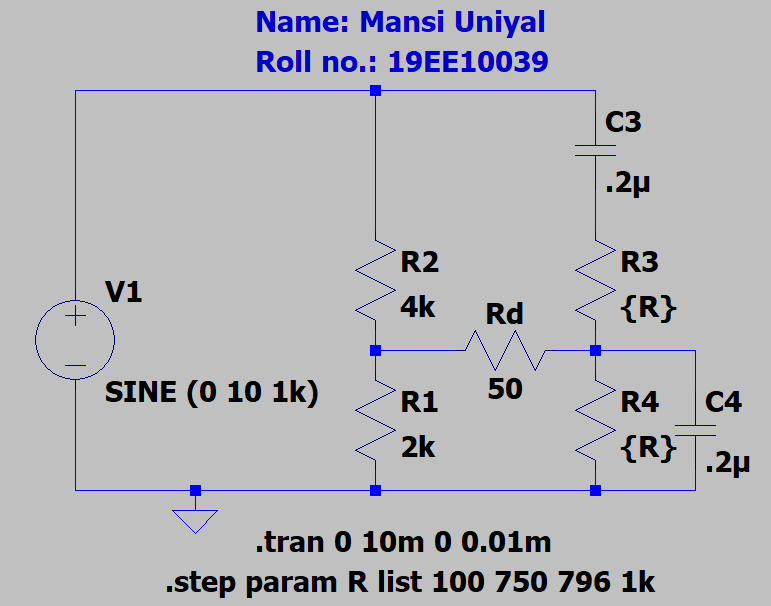 Name: Mansi Uniyal
Roll no.: 19EE10039
C3
.2µ
R2
4k
R3
{R}
V1
SINE (0 10 1k)
Rd
50
R1
2k
R4
{R}
C4
.2µ
.tran 0 10m 0 0.01m
.step param R list 100 750 796 1k